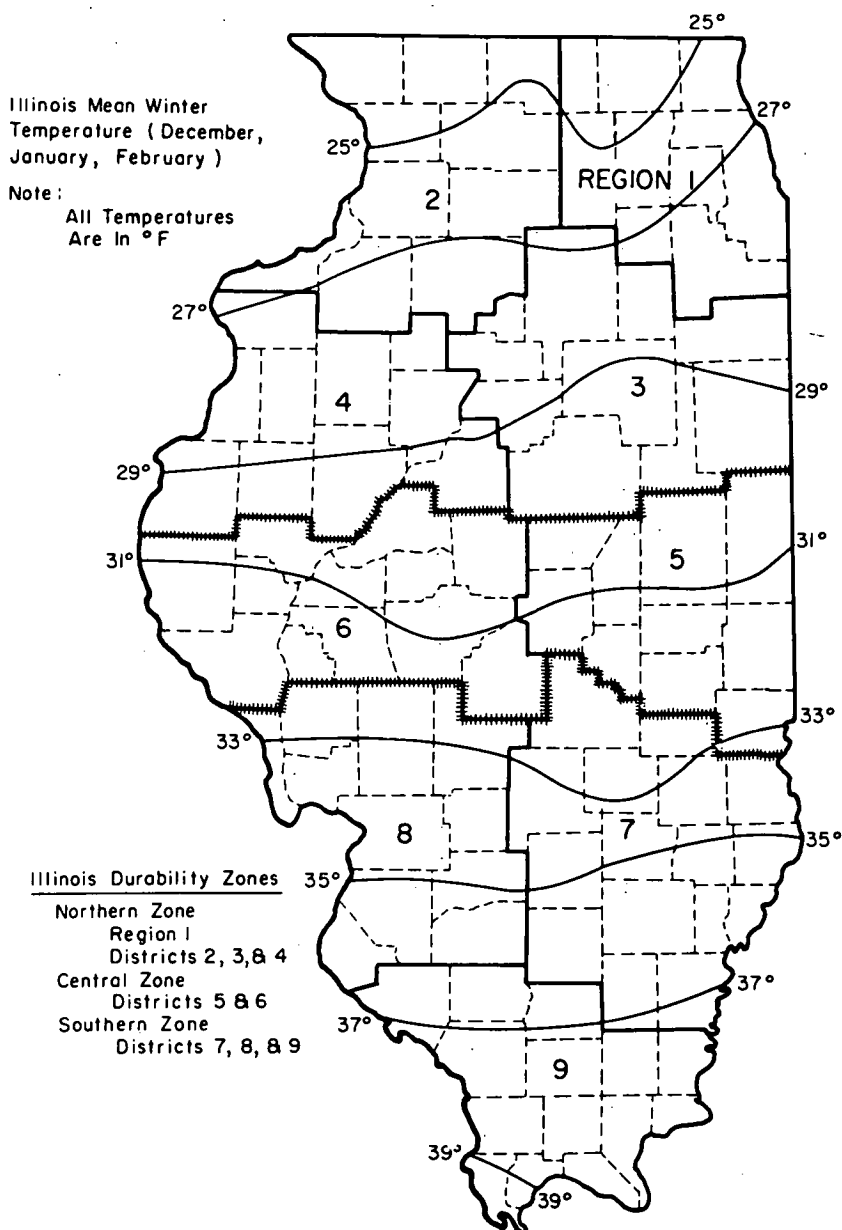 25°
Illinois Mean Winter
Temperature ( December,
January, February )
25°
27°
Note :
All Temperatures
Are In °F
REGION 1
2
27°
3
4
29°
29°
31°
31°
5
6
33°
33°
8
7
35°
35°
Illinois Durability Zones
Northern Zone
Region 1
Districts 2, 3, & 4
Central Zone
Districts 5 & 6
Southern Zone
Districts 7, 8, & 9
37°
37°
9
39°
39°